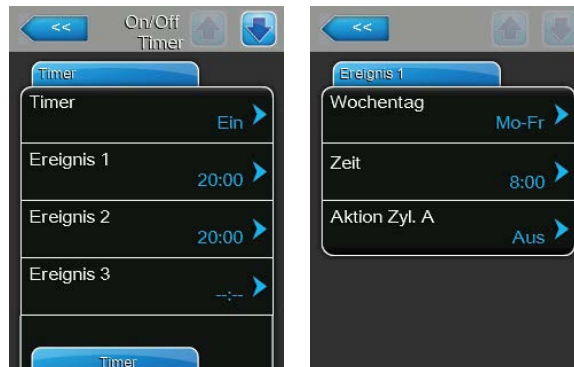 <<
On/Off
Timer
Timer
Timer
Ein
Ereignis 1
20:00
Ereignis 2
20:00
Ereignis 3
--:--
Timer
<<
Ereignis 1
Wochentag
Mo-Fr
Zeit
8:00
Aktion Zyl. A
Aus